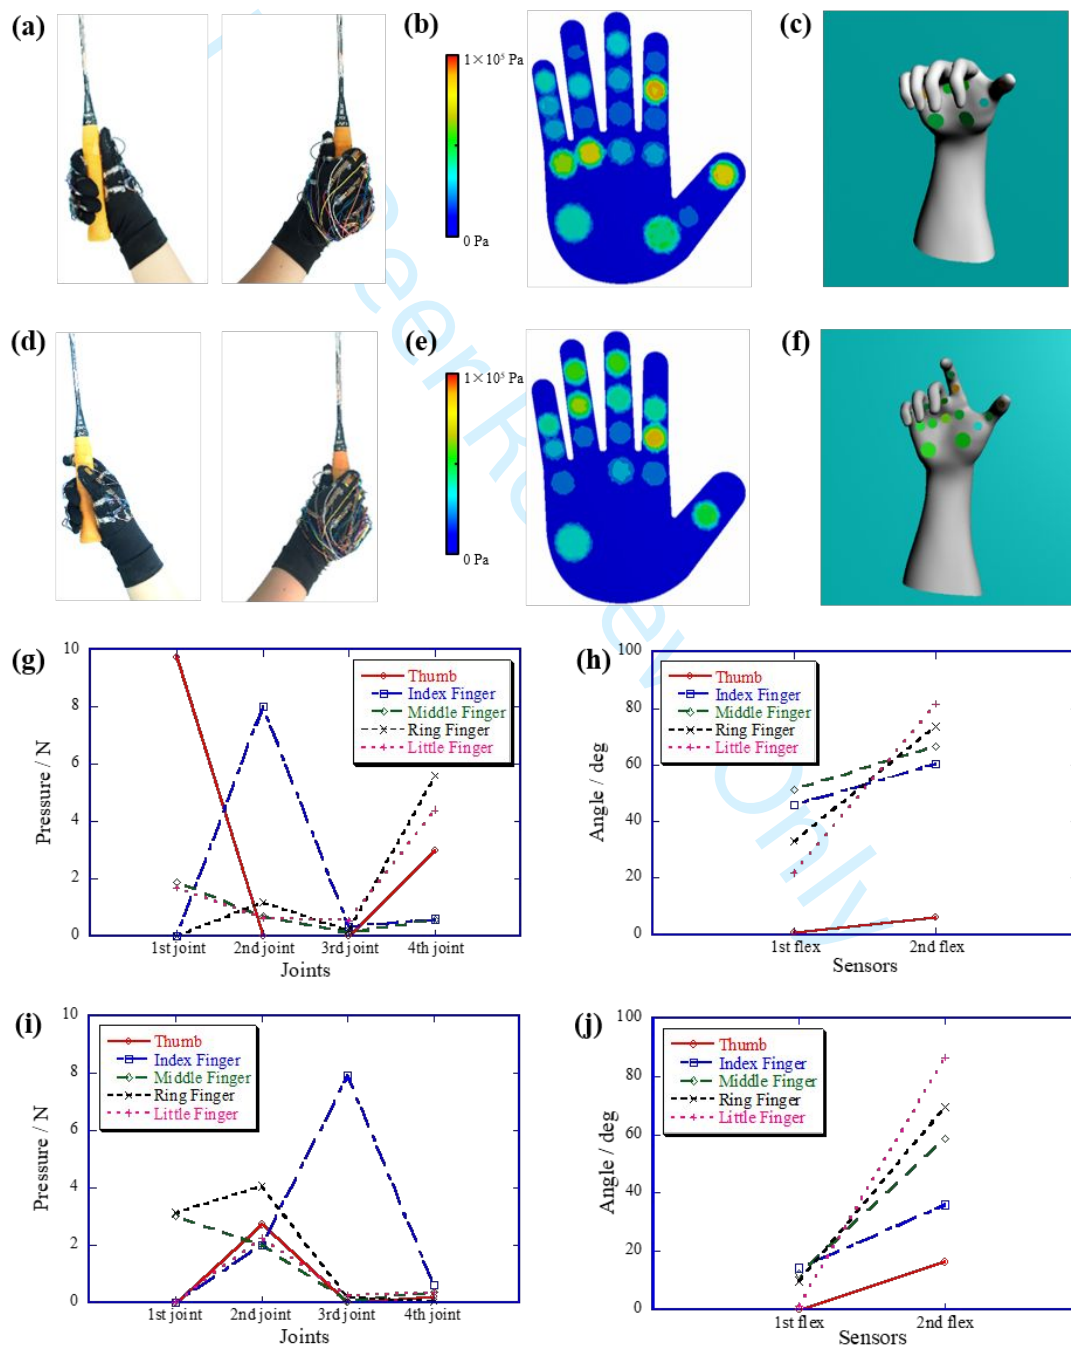 (a)
(b)
1×10⁵ Pa
0 Pa
(c)
(d)
(e)
1×10⁵ Pa
0 Pa
(f)
(g)
10
8
6
4
2
0
Pressure / N
Thumb
Index Finger
Middle Finger
Ring Finger
Little Finger
1st joint 2nd joint 3rd joint 4th joint
Joints
(h)
100
80
60
40
20
0
Angle / deg
Thumb
Index Finger
Middle Finger
Ring Finger
Little Finger
1st flex 2nd flex
Sensors
(i)
10
8
6
4
2
0
Pressure / N
Thumb
Index Finger
Middle Finger
Ring Finger
Little Finger
1st joint 2nd joint 3rd joint 4th joint
Joints
(j)
100
80
60
40
20
0
Angle / deg
Thumb
Index Finger
Middle Finger
Ring Finger
Little Finger
1st flex 2nd flex
Sensors